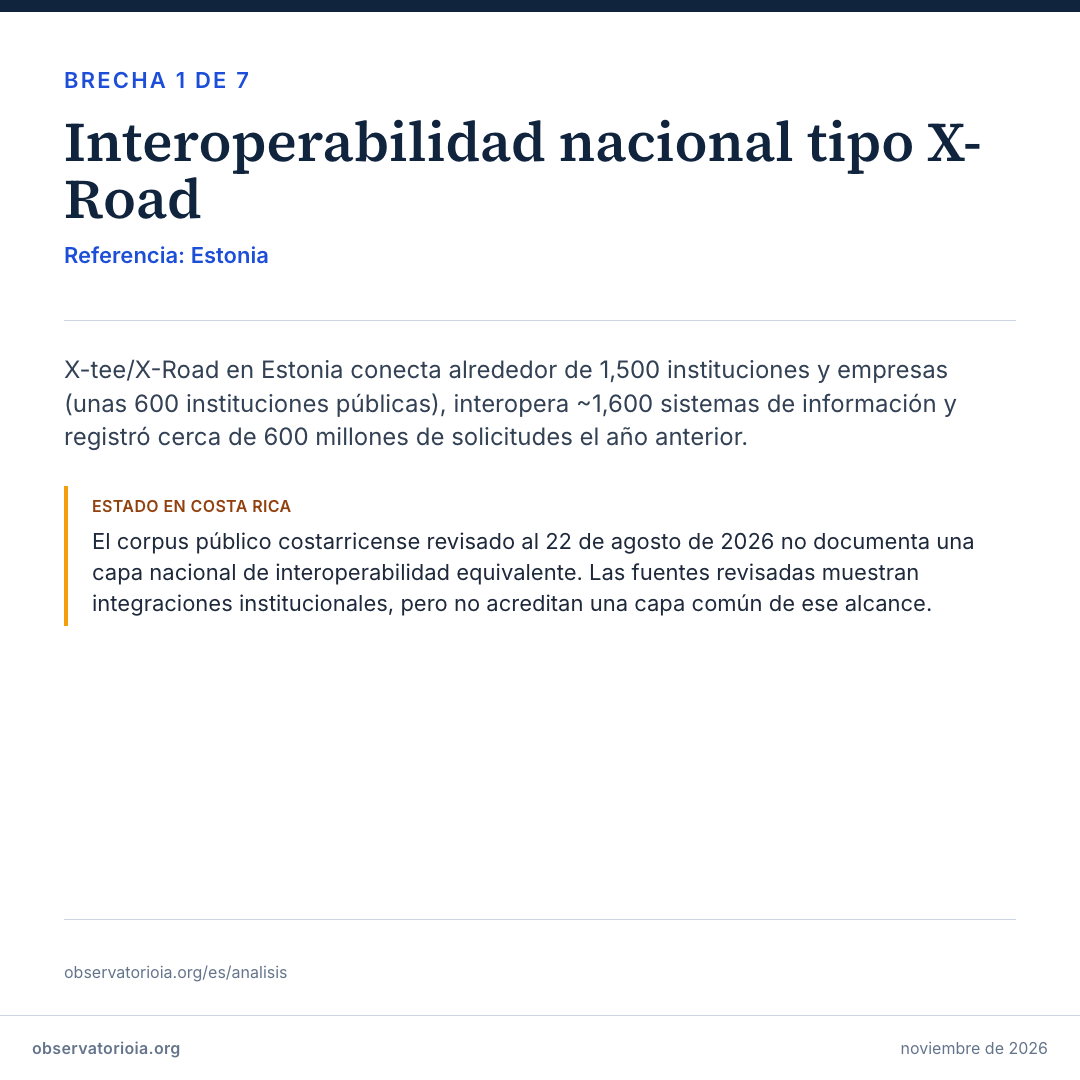 BRECHA 1 DE 7
Interoperabilidad nacional tipo X-
Road
Referencia: Estonia
X-tee/X-Road en Estonia conecta alrededor de 1,500 instituciones y empresas
(unas 600 instituciones públicas), interopera ~1,600 sistemas de información y
registró cerca de 600 millones de solicitudes el año anterior.
ESTADO EN COSTA RICA
El corpus público costarricense revisado al 22 de agosto de 2026 no documenta una
capa nacional de interoperabilidad equivalente. Las fuentes revisadas muestran
integraciones institucionales, pero no acreditan una capa común de ese alcance.
observatorioia.org/es/analisis
observatorioia.org
noviembre de 2026